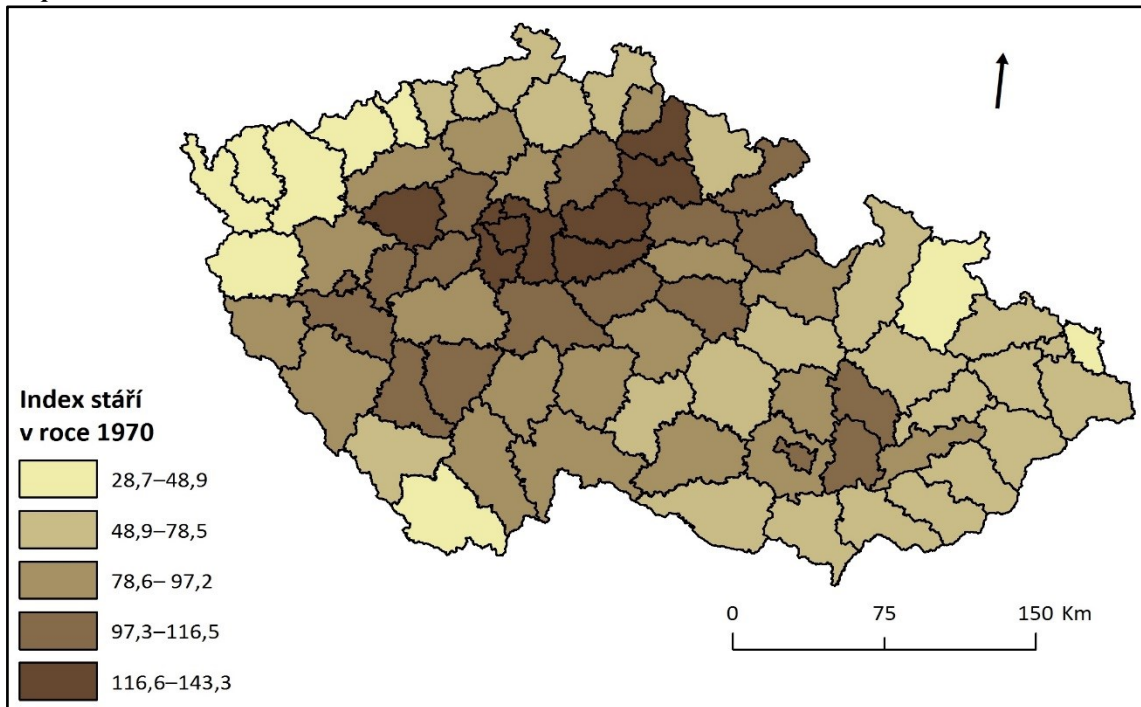 Index stáří
v roce 1970
28,7–48,9
48,9–78,5
78,6– 97,2
97,3–116,5
116,6–143,3
0 75 150 Km